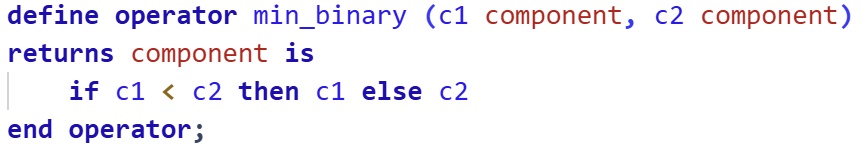 define operator min_binary (c1 component, c2 component)
returns component is
    if c1 < c2 then c1 else c2
end operator;